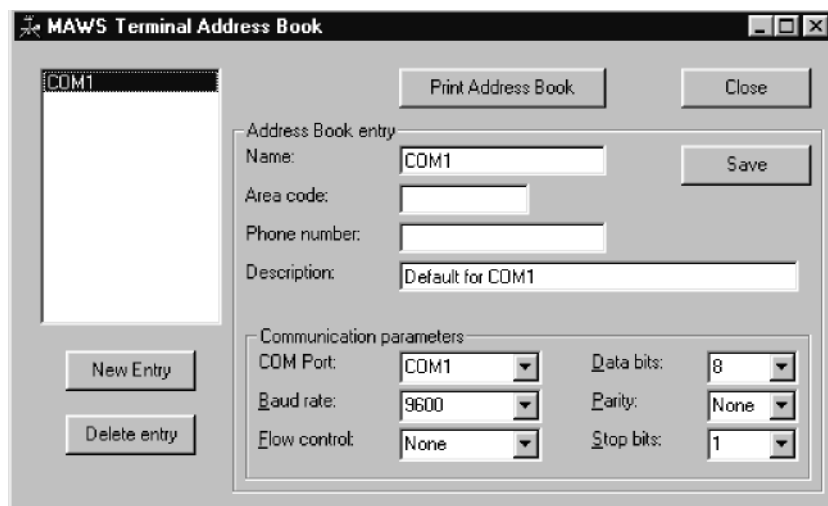 MAWS Terminal Address Book
COM1
Print Address Book
Close
Address Book entry
Name:
COM1
Save
Area code:
Phone number:
Description:
Default for COM1
Communication parameters
COM Port:
COM1
Data bits:
8
Baud rate:
9600
Parity:
None
Flow control:
None
Stop bits:
1
New Entry
Delete entry